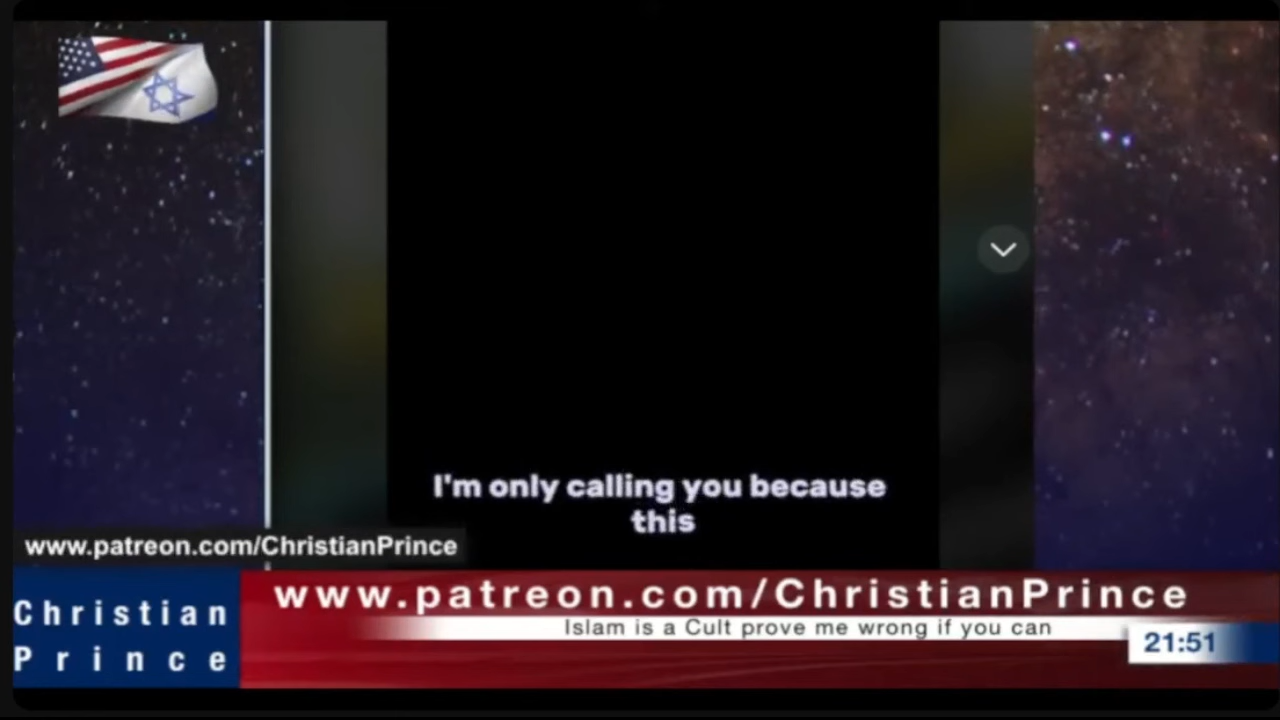 I'm only calling you because
this
www.patreon.com/ChristianPrince
www.patreon.com/ChristianPrince
Christian
Prince
Islam is a Cult prove me wrong if you can
21:51